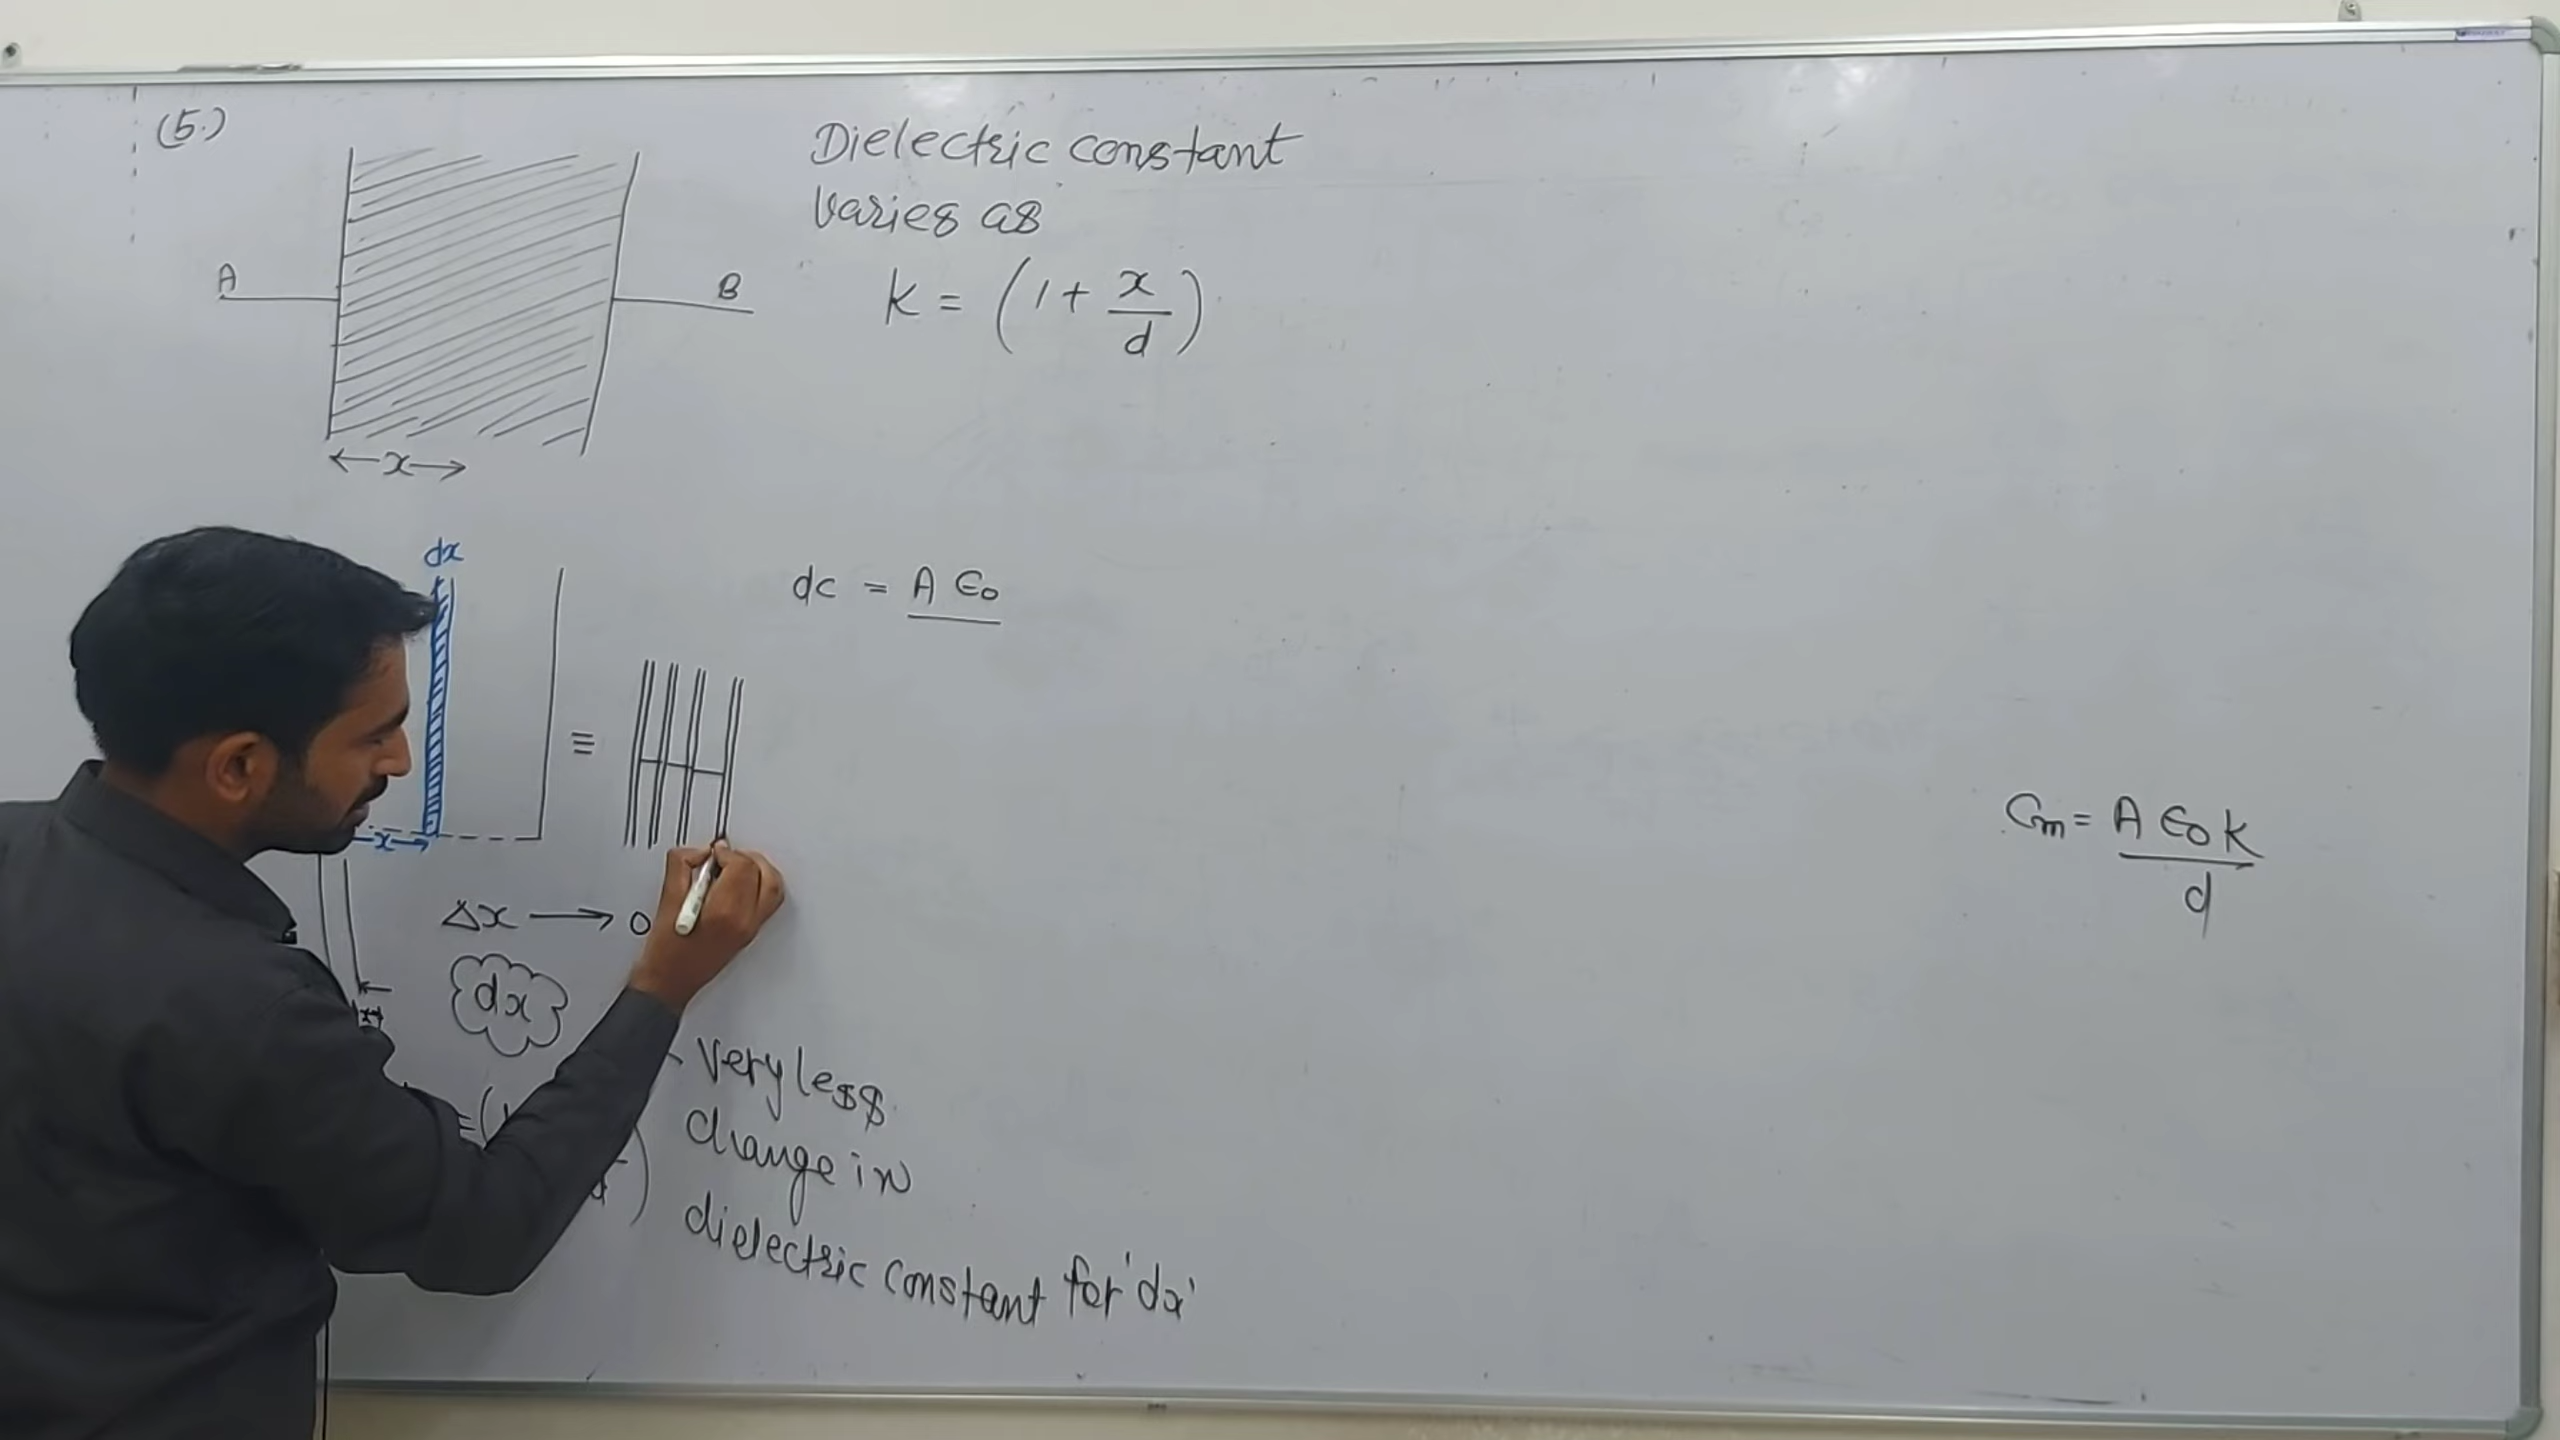 (5.)
Dielectric constant
varies as
A
B
K = (1 + x/d)
←x→
dx
dc = A ϵ₀
≡
x→
Δx → 0
Cm = A ϵ₀ K / d
dx
very less
change in
dielectric constant for 'dx'